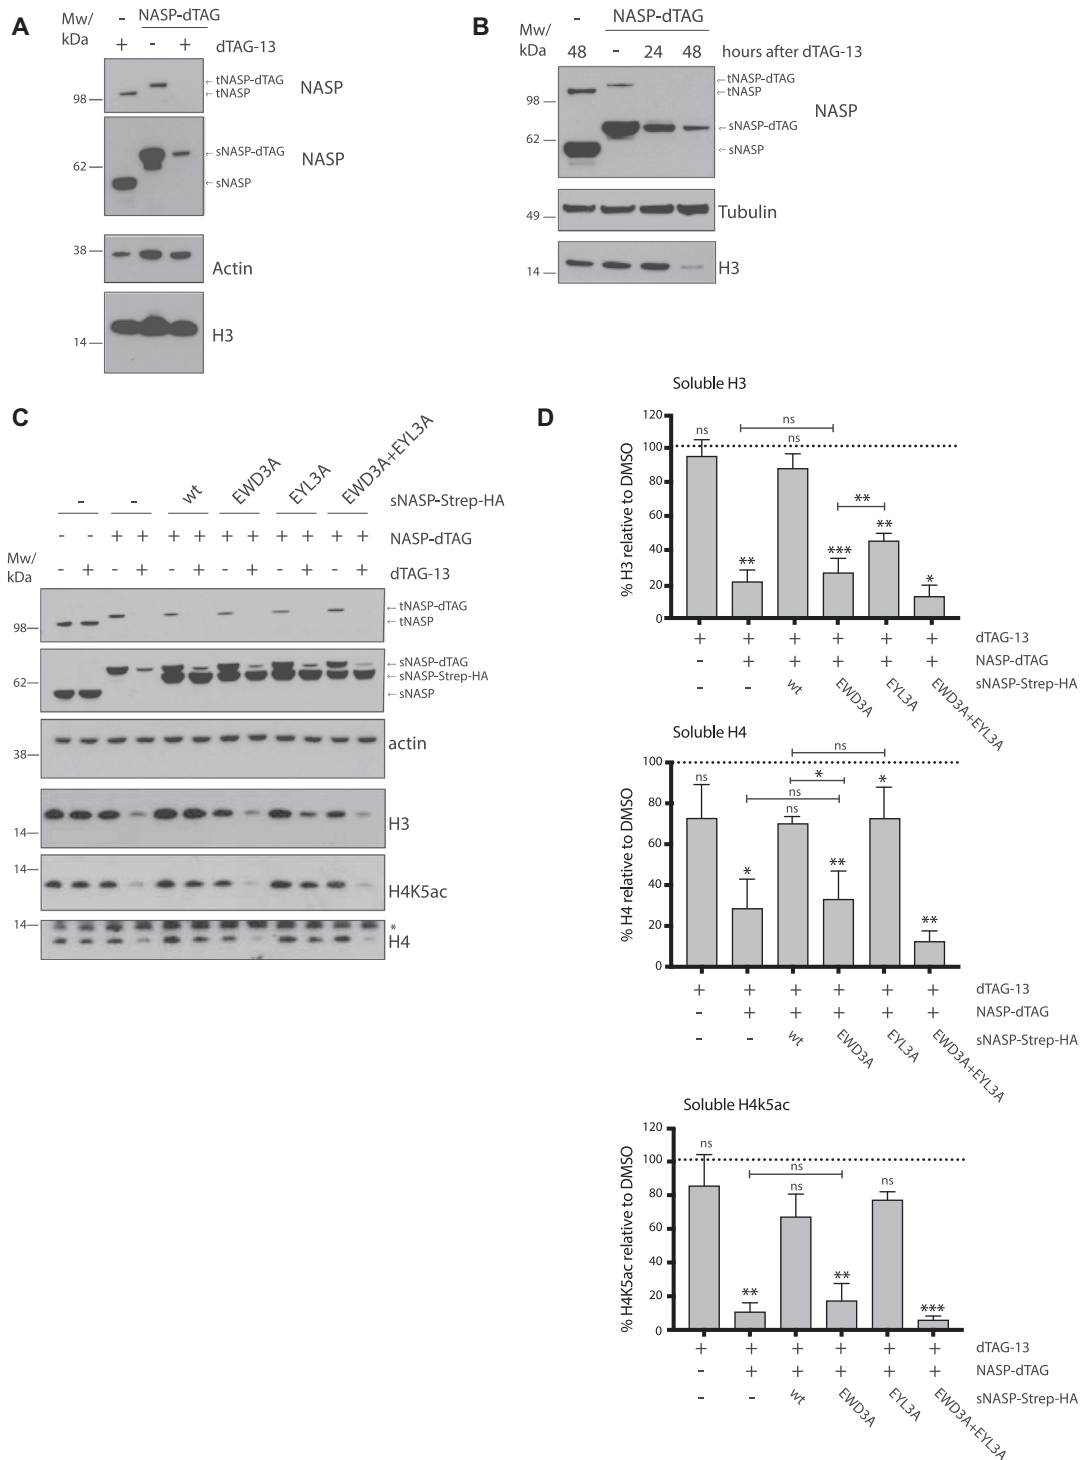 A
Mw/
kDa
- NASP-dTAG
+ - + dTAG-13
98
←tNASP-dTAG
←tNASP
NASP
62
←sNASP-dTAG
←sNASP
NASP
38
Actin
14
H3
B
Mw/
kDa
- NASP-dTAG
48 - 24 48 hours after dTAG-13
98
←tNASP-dTAG
←tNASP
NASP
62
←sNASP-dTAG
←sNASP
49
Tubulin
14
H3
C
- - wt EWD3A EYL3A EWD3A+EYL3A sNASP-Strep-HA
- - + + + + + + + + + + NASP-dTAG
Mw/
kDa
- + - + - + - + - + - + dTAG-13
98
←tNASP-dTAG
←tNASP
62
←sNASP-dTAG
←sNASP-Strep-HA
←sNASP
38
actin
14
H3
14
H4K5ac
14
*
H4
D
Soluble H3
% H3 relative to DMSO
120
100
80
60
40
20
0
ns
ns
ns
**
**
***
**
*
+ + + + + + dTAG-13
- + + + + + NASP-dTAG
- - wt EWD3A EYL3A EWD3A+EYL3A sNASP-Strep-HA
Soluble H4
% H4 relative to DMSO
100
80
60
40
20
0
ns
ns
*
*
ns
ns
*
**
**
+ + + + + + dTAG-13
- + + + + + NASP-dTAG
- - wt EWD3A EYL3A EWD3A+EYL3A sNASP-Strep-HA
Soluble H4k5ac
% H4K5ac relative to DMSO
120
100
80
60
40
20
0
ns
ns
ns
ns
**
**
***
+ + + + + + dTAG-13
- + + + + + NASP-dTAG
- - wt EWD3A EYL3A EWD3A+EYL3A sNASP-Strep-HA